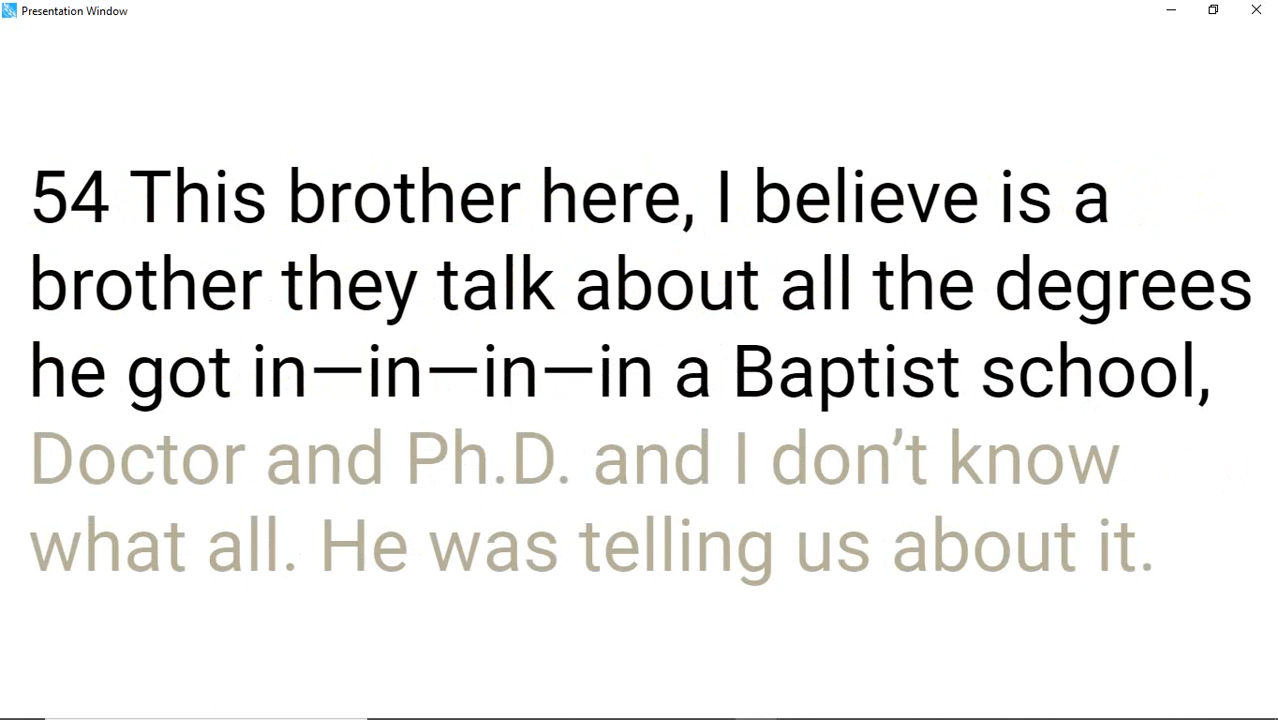 Presentation Window
54 This brother here, I believe is a
brother they talk about all the degrees
he got in—in—in—in a Baptist school,
Doctor and Ph.D. and I don’t know
what all. He was telling us about it.